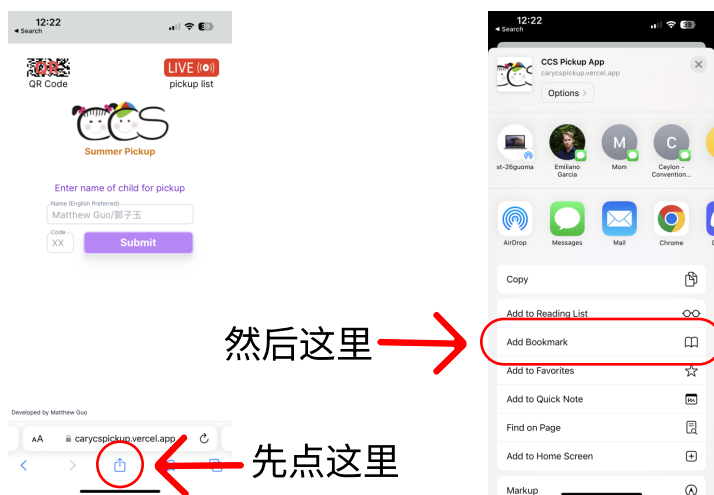 12:22
◀ Search
QR
QR Code
LIVE
pickup list
CCS
Summer Pickup
Enter name of child for pickup
Name (English Preferred)
Matthew Guo/郭子玉
Code
XX
Submit
Developed by Matthew Guo
AA
carycspickup.vercel.app
先点这里
然后这里
12:22
◀ Search
39
CCS Pickup App
carycspickup.vercel.app
Options >
st-26guoma
Emiliano
Garcia
M
Mom
C
Ceylon -
Convention...
AirDrop
Messages
Mail
Chrome
Copy
Add to Reading List
Add Bookmark
Add to Favorites
Add to Quick Note
Find on Page
Add to Home Screen
Markup